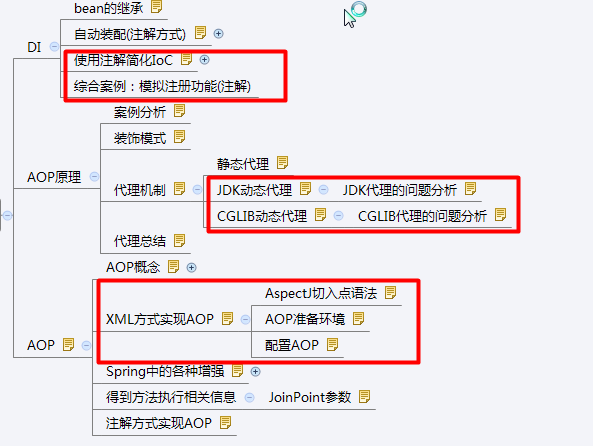 bean的继承
自动装配(注解方式)
DI
使用注解简化IoC
综合案例：模拟注册功能(注解)
案例分析
装饰模式
静态代理
AOP原理
代理机制
JDK动态代理
JDK代理的问题分析
CGLIB动态代理
CGLIB代理的问题分析
代理总结
AOP概念
AspectJ切入点语法
XML方式实现AOP
AOP准备环境
配置AOP
AOP
Spring中的各种增强
得到方法执行相关信息
JoinPoint参数
注解方式实现AOP